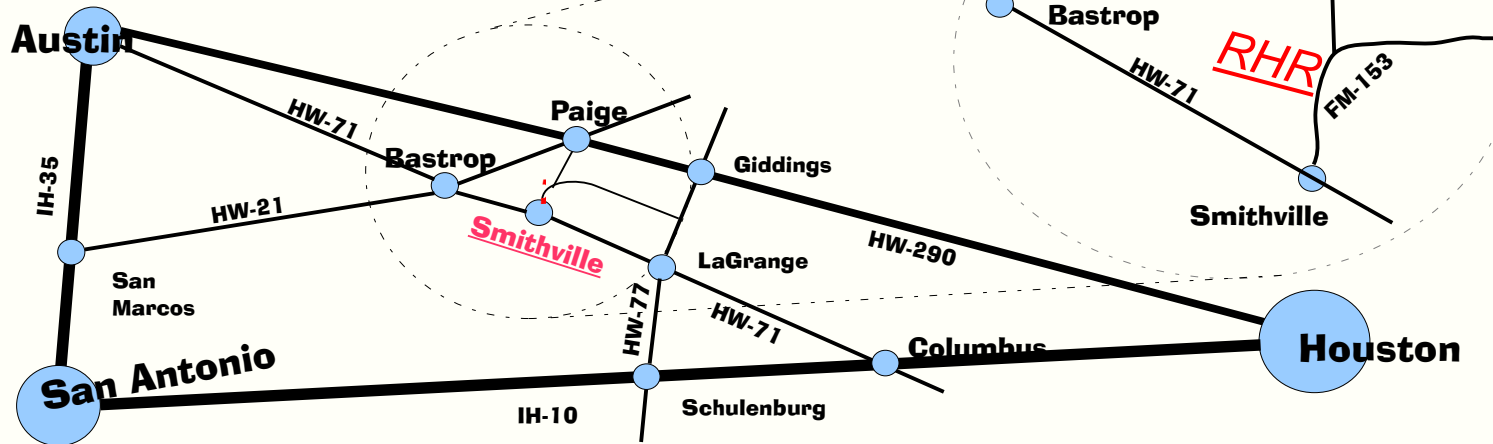 Austin
HW-71
IH-35
HW-21
San
Marcos
San Antonio
Bastrop
Paige
Smithville
Giddings
LaGrange
HW-77
HW-71
HW-290
IH-10
Schulenburg
Columbus
Houston
Bastrop
HW-71
RHR
FM-153
Smithville